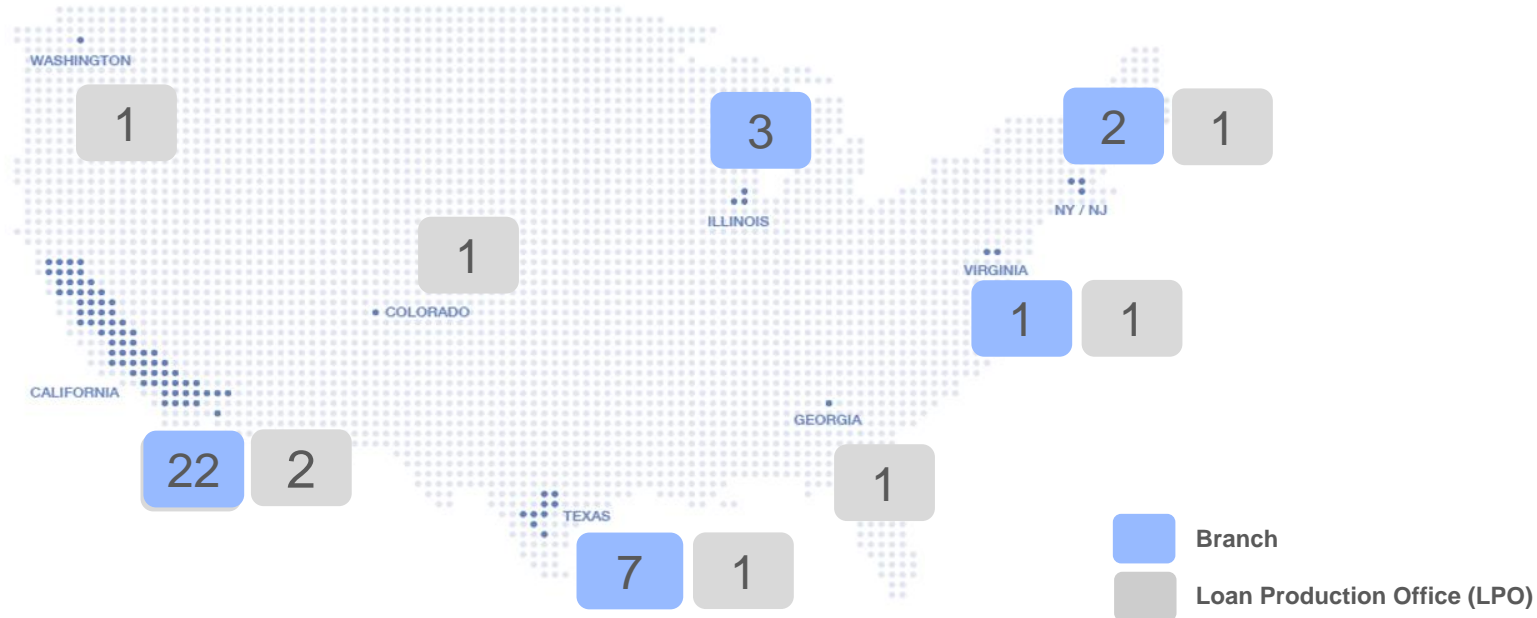 WASHINGTON
1
3
2 1
ILLINOIS
NY / NJ
1
COLORADO
VIRGINIA
1 1
CALIFORNIA
GEORGIA
22 2
1
TEXAS
7 1
Branch
Loan Production Office (LPO)